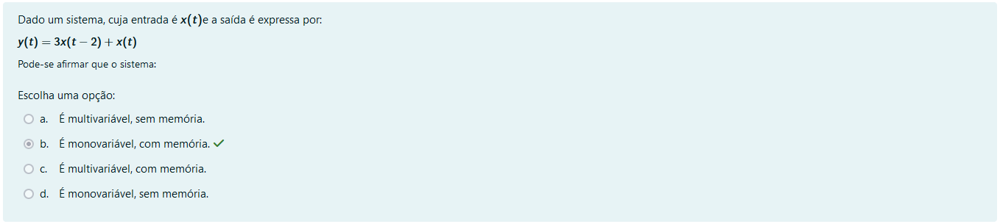 Dado um sistema, cuja entrada é x(t)e a saída é expressa por:
y(t) = 3x(t − 2) + x(t)
Pode-se afirmar que o sistema:
Escolha uma opção:
a. É multivariável, sem memória.
b. É monovariável, com memória.
c. É multivariável, com memória.
d. É monovariável, sem memória.